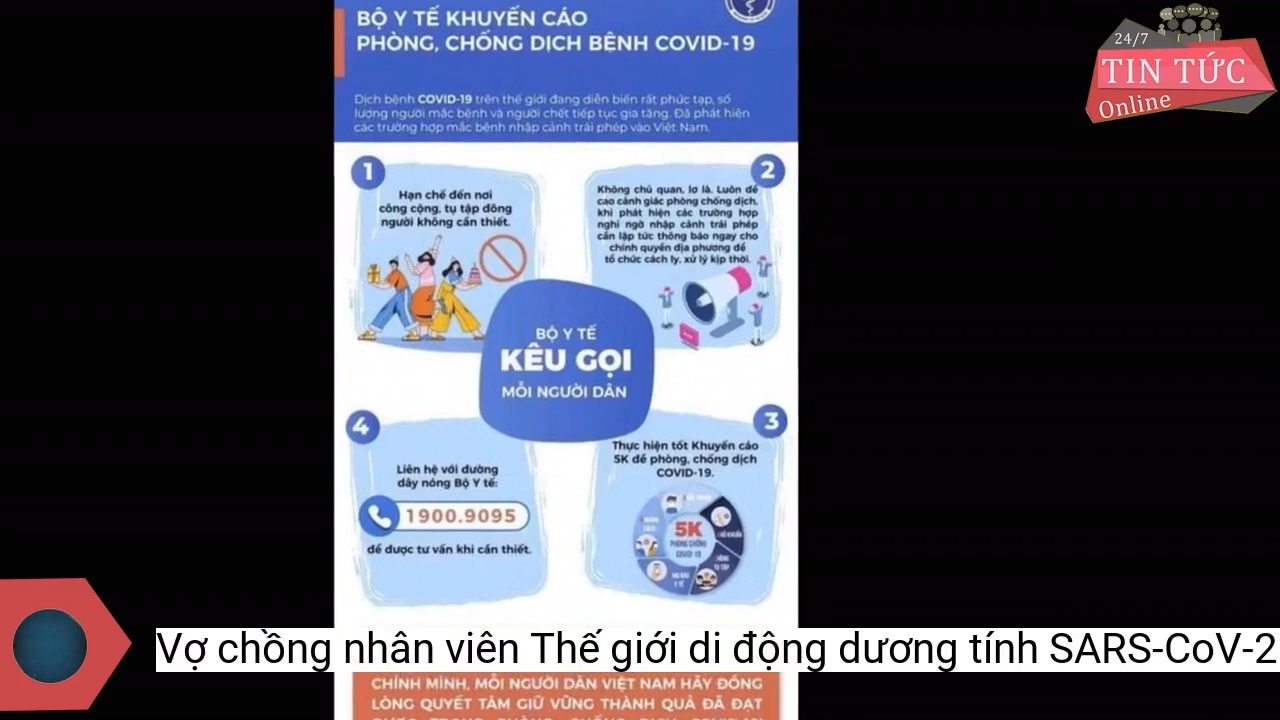 BỘ Y TẾ KHUYẾN CÁO
PHÒNG, CHỐNG DỊCH BỆNH COVID-19
Dịch bệnh COVID-19 trên thế giới đang diễn biến rất phức tạp, số
lượng người mắc bệnh và người chết tiếp tục gia tăng. Đã phát hiện
các trường hợp mắc bệnh nhập cảnh trái phép vào Việt Nam.
24/7
TIN TỨC
Online
1
Hạn chế đến nơi
công cộng, tụ tập đông
người không cần thiết.
2
Không chủ quan, lơ là. Luôn đề
cao cảnh giác phòng chống dịch,
khi phát hiện các trường hợp
nghi ngờ nhập cảnh trái phép
cần lập tức thông báo ngay cho
chính quyền địa phương để
tổ chức cách ly, xử lý kịp thời.
BỘ Y TẾ
KÊU GỌI
MỖI NGƯỜI DÂN
3
Thực hiện tốt Khuyến cáo
5K để phòng, chống dịch
COVID-19.
5K
PHÒNG CHỐNG
COVID-19
4
Liên hệ với đường
dây nóng Bộ Y tế:
1900.9095
để được tư vấn khi cần thiết.
Vợ chồng nhân viên Thế giới di động dương tính SARS-CoV-2
CHÍNH MÌNH, MỖI NGƯỜI DÂN VIỆT NAM HÃY ĐỒNG
LÒNG QUYẾT TÂM GIỮ VỮNG THÀNH QUẢ ĐÃ ĐẠT